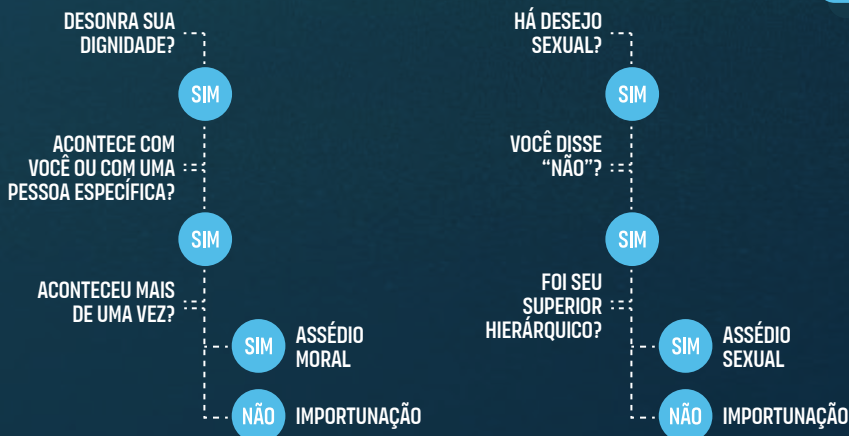 DESONRA SUA
DIGNIDADE?
SIM
ACONTECE COM
VOCÊ OU COM UMA
PESSOA ESPECÍFICA?
SIM
ACONTECEU MAIS
DE UMA VEZ?
SIM
ASSÉDIO
MORAL
NÃO
IMPORTUNAÇÃO
HÁ DESEJO
SEXUAL?
SIM
VOCÊ DISSE
“NÃO”?
SIM
FOI SEU
SUPERIOR
HIERÁRQUICO?
SIM
ASSÉDIO
SEXUAL
NÃO
IMPORTUNAÇÃO